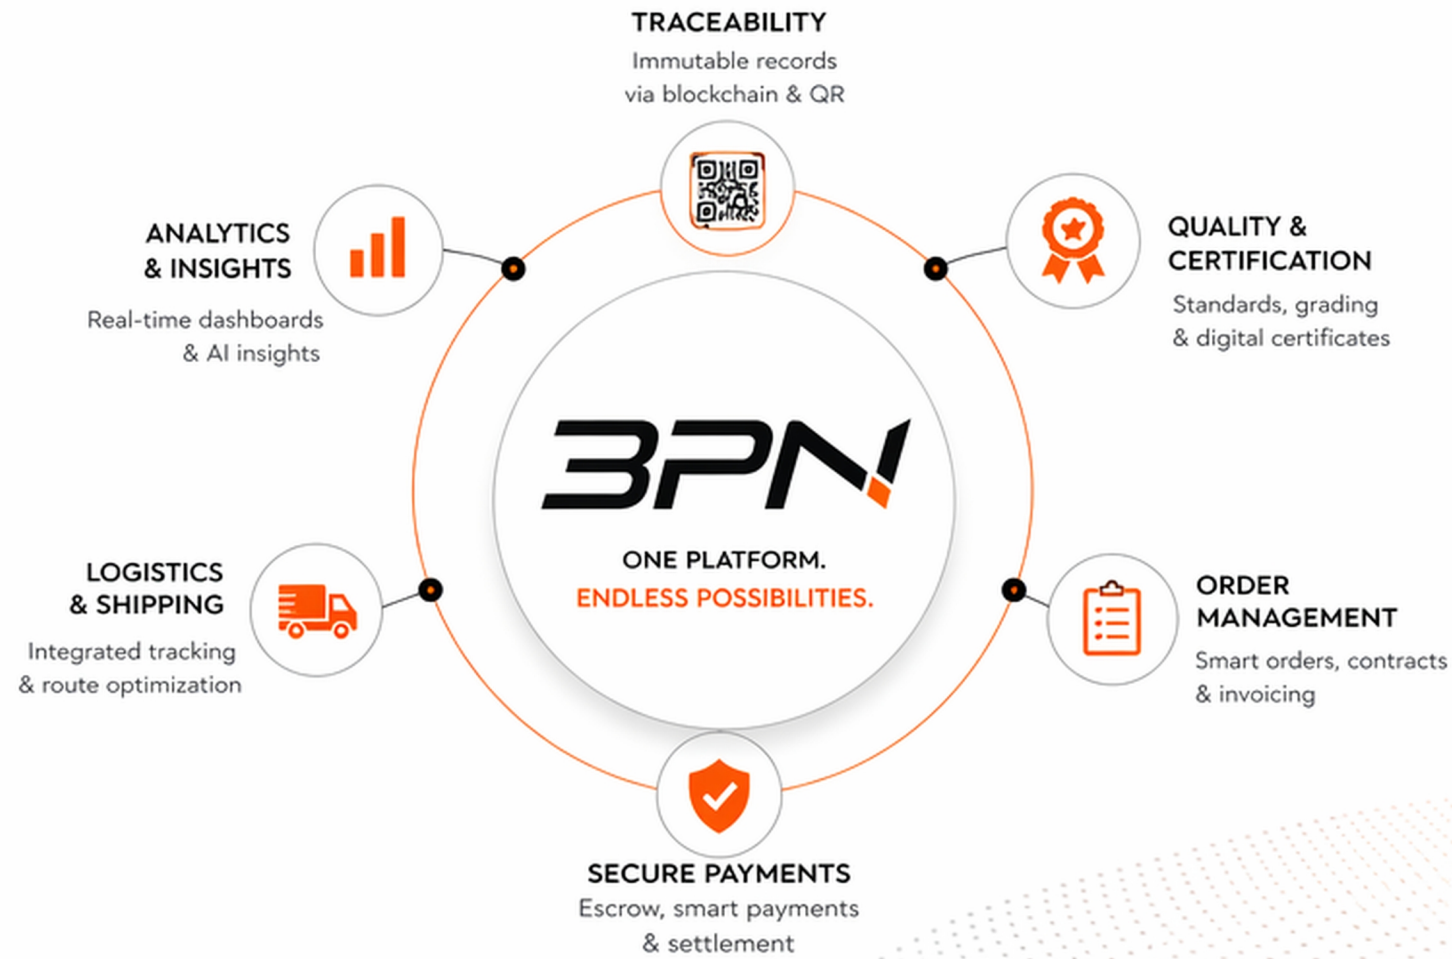 TRACEABILITY
Immutable records
via blockchain & QR
ANALYTICS
& INSIGHTS
Real-time dashboards
& AI insights
QUALITY &
CERTIFICATION
Standards, grading
& digital certificates
3PN
ONE PLATFORM.
ENDLESS POSSIBILITIES.
LOGISTICS
& SHIPPING
Integrated tracking
& route optimization
ORDER
MANAGEMENT
Smart orders, contracts
& invoicing
SECURE PAYMENTS
Escrow, smart payments
& settlement